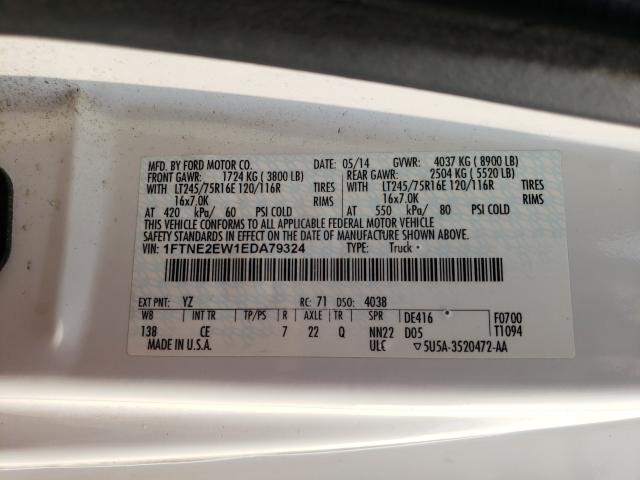 MFD. BY FORD MOTOR CO. DATE: 05/14 GVWR: 4037 KG ( 8900 LB)
FRONT GAWR: 1724 KG ( 3800 LB) REAR GAWR: 2504 KG ( 5520 LB)
WITH LT245/75R16E 120/116R TIRES WITH LT245/75R16E 120/116R TIRES
16x7.0K RIMS 16x7.0K RIMS
AT 420 kPa/ 60 PSI COLD AT 550 kPa/ 80 PSI COLD
THIS VEHICLE CONFORMS TO ALL APPLICABLE FEDERAL MOTOR VEHICLE
SAFETY STANDARDS IN EFFECT ON THE DATE OF MANUFACTURE SHOWN ABOVE.
VIN: 1FTNE2EW1EDA79324 TYPE: Truck
EXT PNT: YZ RC: 71 DSO: 4038
WB INT TR TP/PS R AXLE TR SPR DE416 F0700
138 CE 7 22 Q NN22 D05 T1094
MADE IN U.S.A. ULC ▽5U5A-3520472-AA